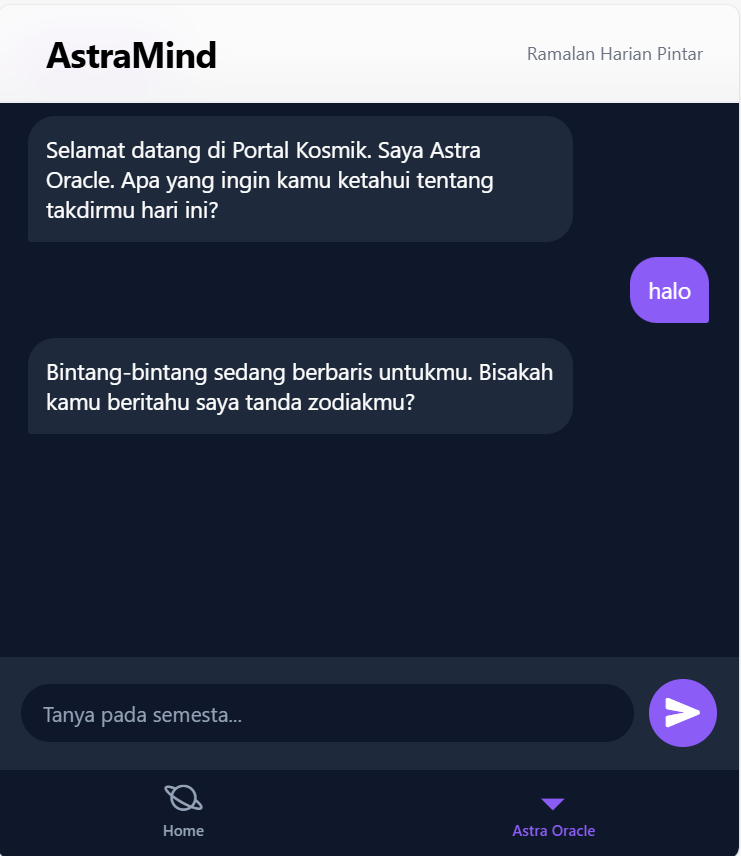 AstraMind
Ramalan Harian Pintar
Selamat datang di Portal Kosmik. Saya Astra
Oracle. Apa yang ingin kamu ketahui tentang
takdirmu hari ini?
halo
Bintang-bintang sedang berbaris untukmu. Bisakah
kamu beritahu saya tanda zodiakmu?
Tanya pada semesta...
Home
Astra Oracle